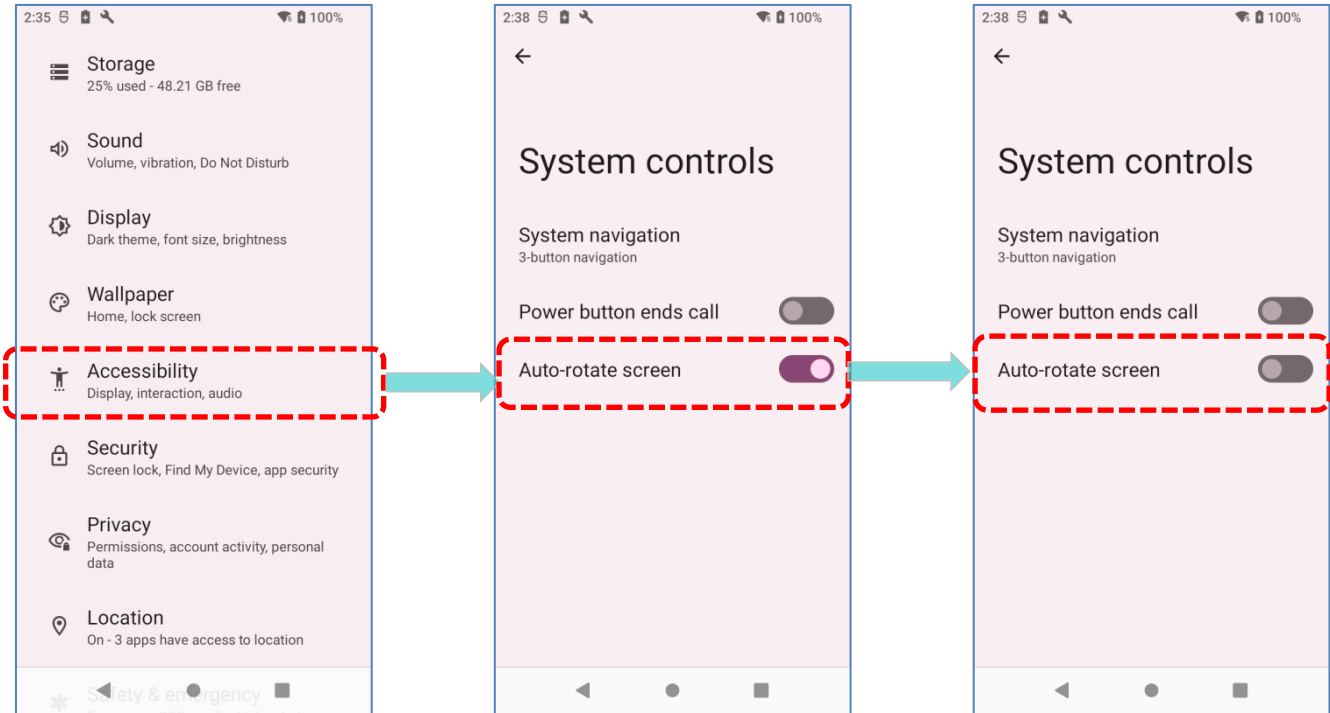 2:35 100%
Storage
25% used - 48.21 GB free
Sound
Volume, vibration, Do Not Disturb
Display
Dark theme, font size, brightness
Wallpaper
Home, lock screen
Accessibility
Display, interaction, audio
Security
Screen lock, Find My Device, app security
Privacy
Permissions, account activity, personal
data
Location
On - 3 apps have access to location
Safety & emergency
2:38 100%
System controls
System navigation
3-button navigation
Power button ends call
Auto-rotate screen
2:38 100%
System controls
System navigation
3-button navigation
Power button ends call
Auto-rotate screen